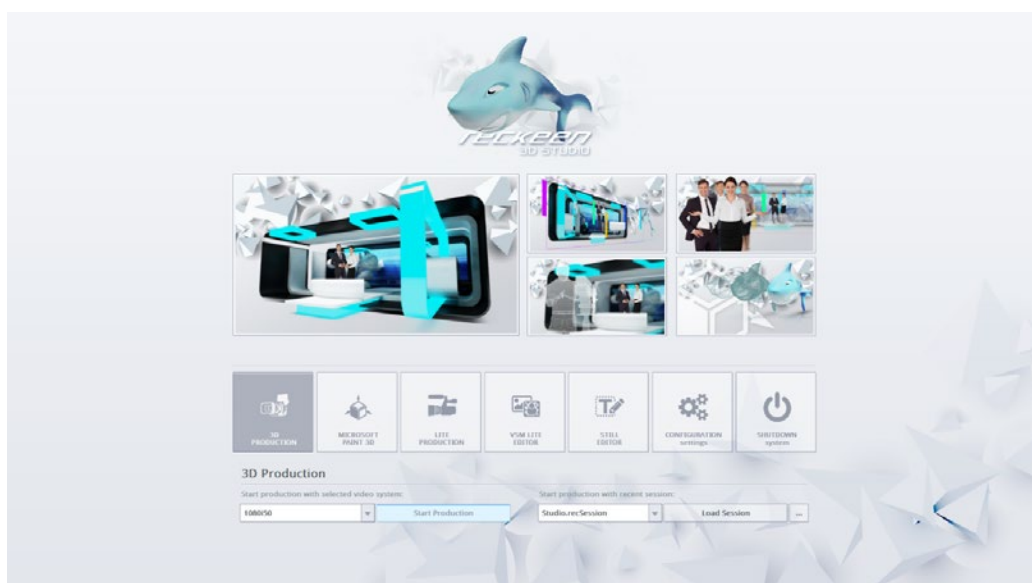 reckeen
3D STUDIO
3D
PRODUCTION
MICROSOFT
PAINT 3D
LITE
PRODUCTION
VSM LITE
EDITOR
STILL
EDITOR
CONFIGURATION
settings
SHUTDOWN
system
3D Production
Start production with selected video system:
Start production with recent session:
1080i50
Start Production
Studio.recSession
Load Session
...